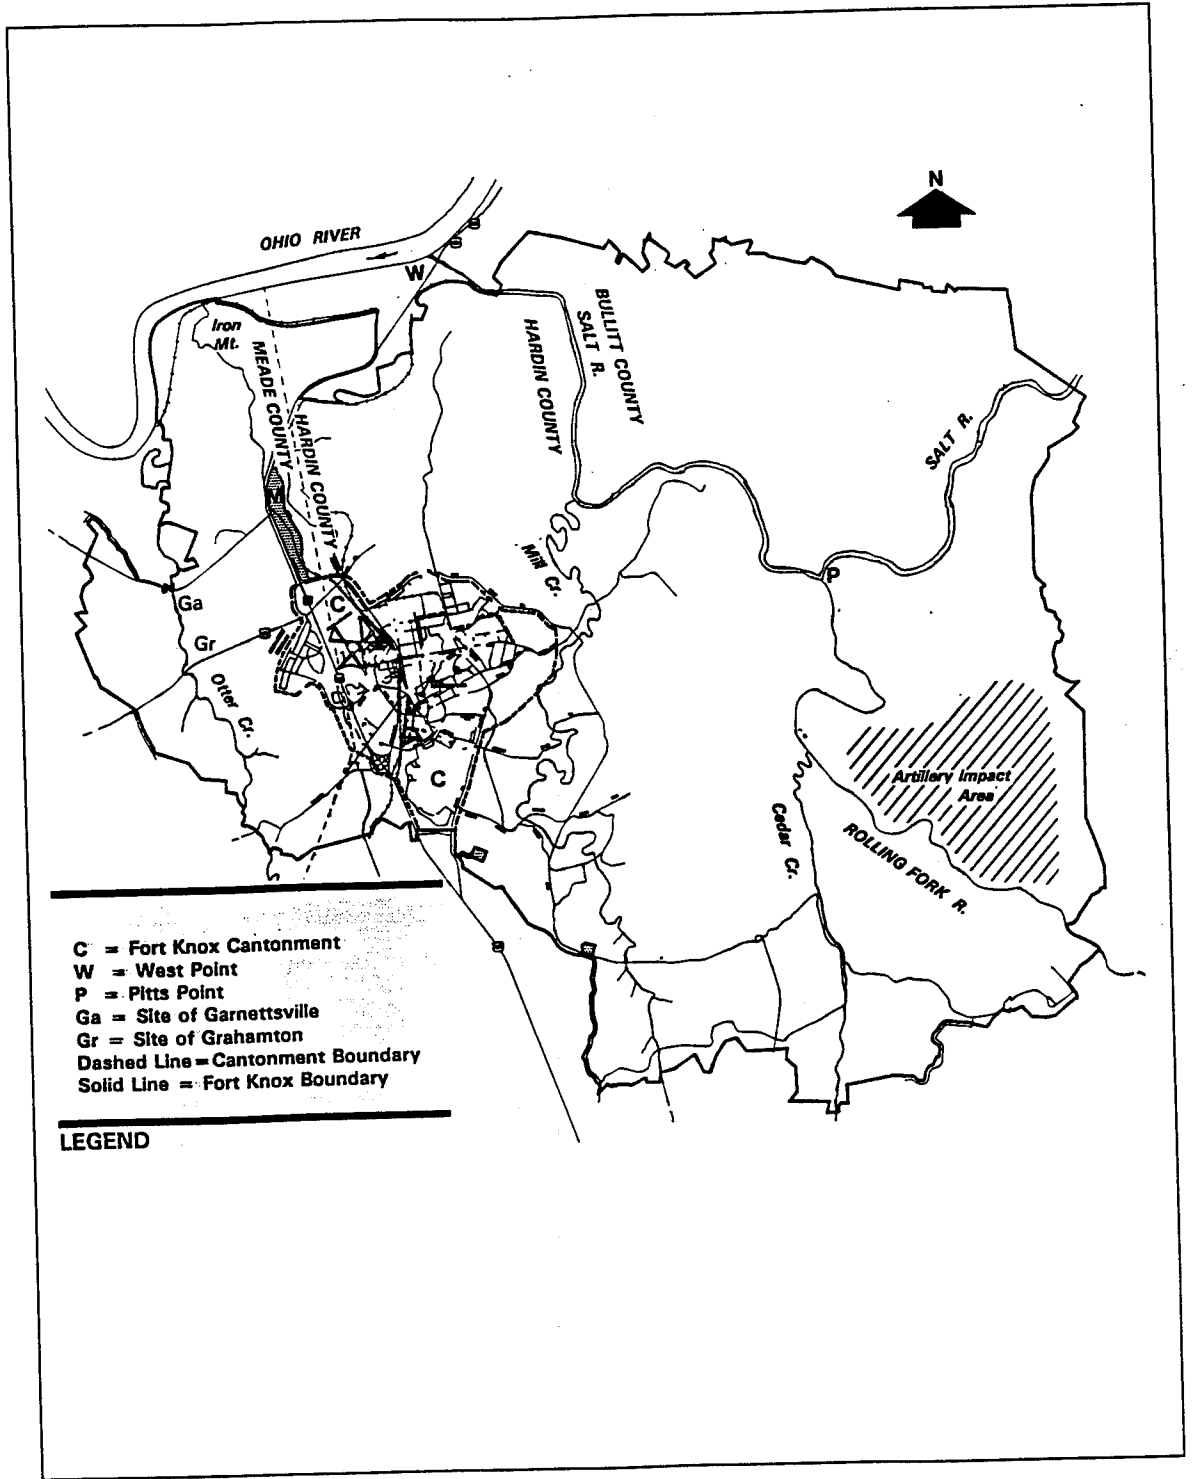 N
OHIO RIVER
W
Iron
Mt.
MEADE COUNTY
HARDIN COUNTY
HARDIN COUNTY
BULLITT COUNTY
SALT R.
SALT R.
M
Mill Cr.
P
Ga
C
Gr
Otter Cr.
C
Artillery Impact
Area
Cedar Cr.
ROLLING FORK R.
C = Fort Knox Cantonment
W = West Point
P = Pitts Point
Ga = Site of Garnettsville
Gr = Site of Grahamton
Dashed Line = Cantonment Boundary
Solid Line = Fort Knox Boundary
LEGEND